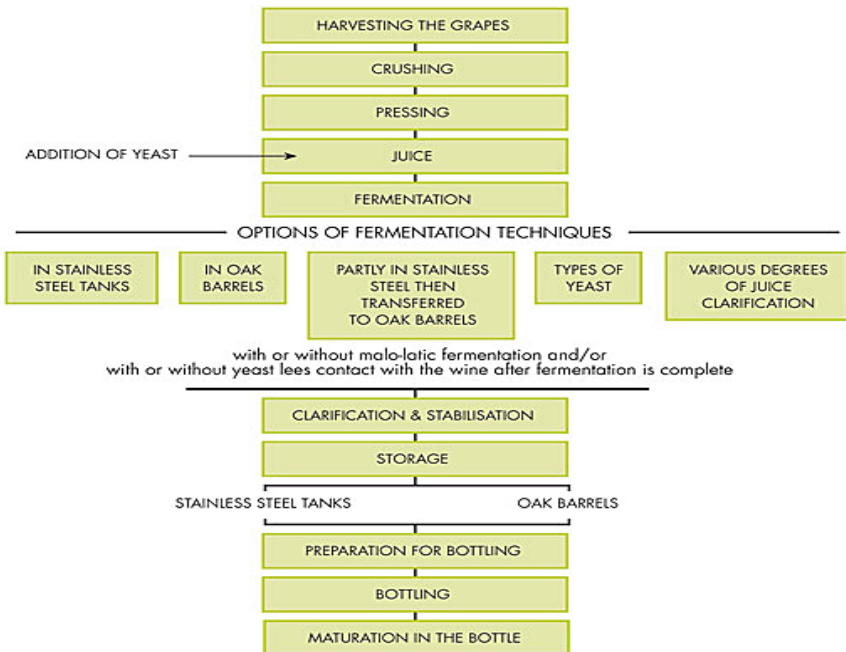 HARVESTING THE GRAPES
CRUSHING
PRESSING
ADDITION OF YEAST
JUICE
FERMENTATION
OPTIONS OF FERMENTATION TECHNIQUES
IN STAINLESS
STEEL TANKS
IN OAK
BARRELS
PARTLY IN STAINLESS
STEEL THEN
TRANSFERRED
TO OAK BARRELS
TYPES OF
YEAST
VARIOUS DEGREES
OF JUICE
CLARIFICATION
with or without malo-latic fermentation and/or
with or without yeast lees contact with the wine after fermentation is complete
CLARIFICATION & STABILISATION
STORAGE
STAINLESS STEEL TANKS
OAK BARRELS
PREPARATION FOR BOTTLING
BOTTLING
MATURATION IN THE BOTTLE